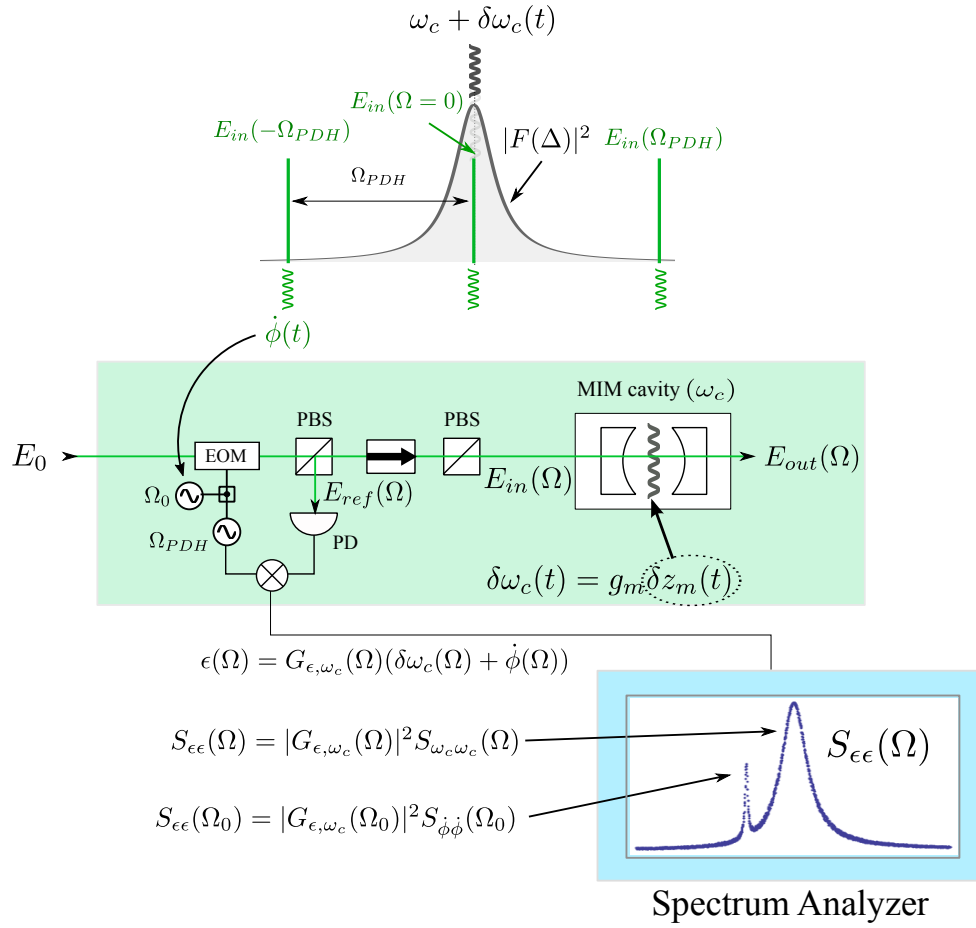 ω_c + δω_c(t)
E_in(Ω = 0)
E_in(−Ω_PDH)
|F(Δ)|²
E_in(Ω_PDH)
Ω_PDH
ϕ̇(t)
MIM cavity (ω_c)
PBS
PBS
E_0
EOM
E_out(Ω)
E_ref(Ω)
E_in(Ω)
Ω_0
Ω_PDH
PD
δω_c(t) = g_m δz_m(t)
ϵ(Ω) = G_ϵ,ω_c(Ω)(δω_c(Ω) + ϕ̇(Ω))
S_ϵϵ(Ω) = |G_ϵ,ω_c(Ω)|² S_ω_cω_c(Ω)
S_ϵϵ(Ω)
S_ϵϵ(Ω_0) = |G_ϵ,ω_c(Ω_0)|² S_ϕ̇ϕ̇(Ω_0)
Spectrum Analyzer